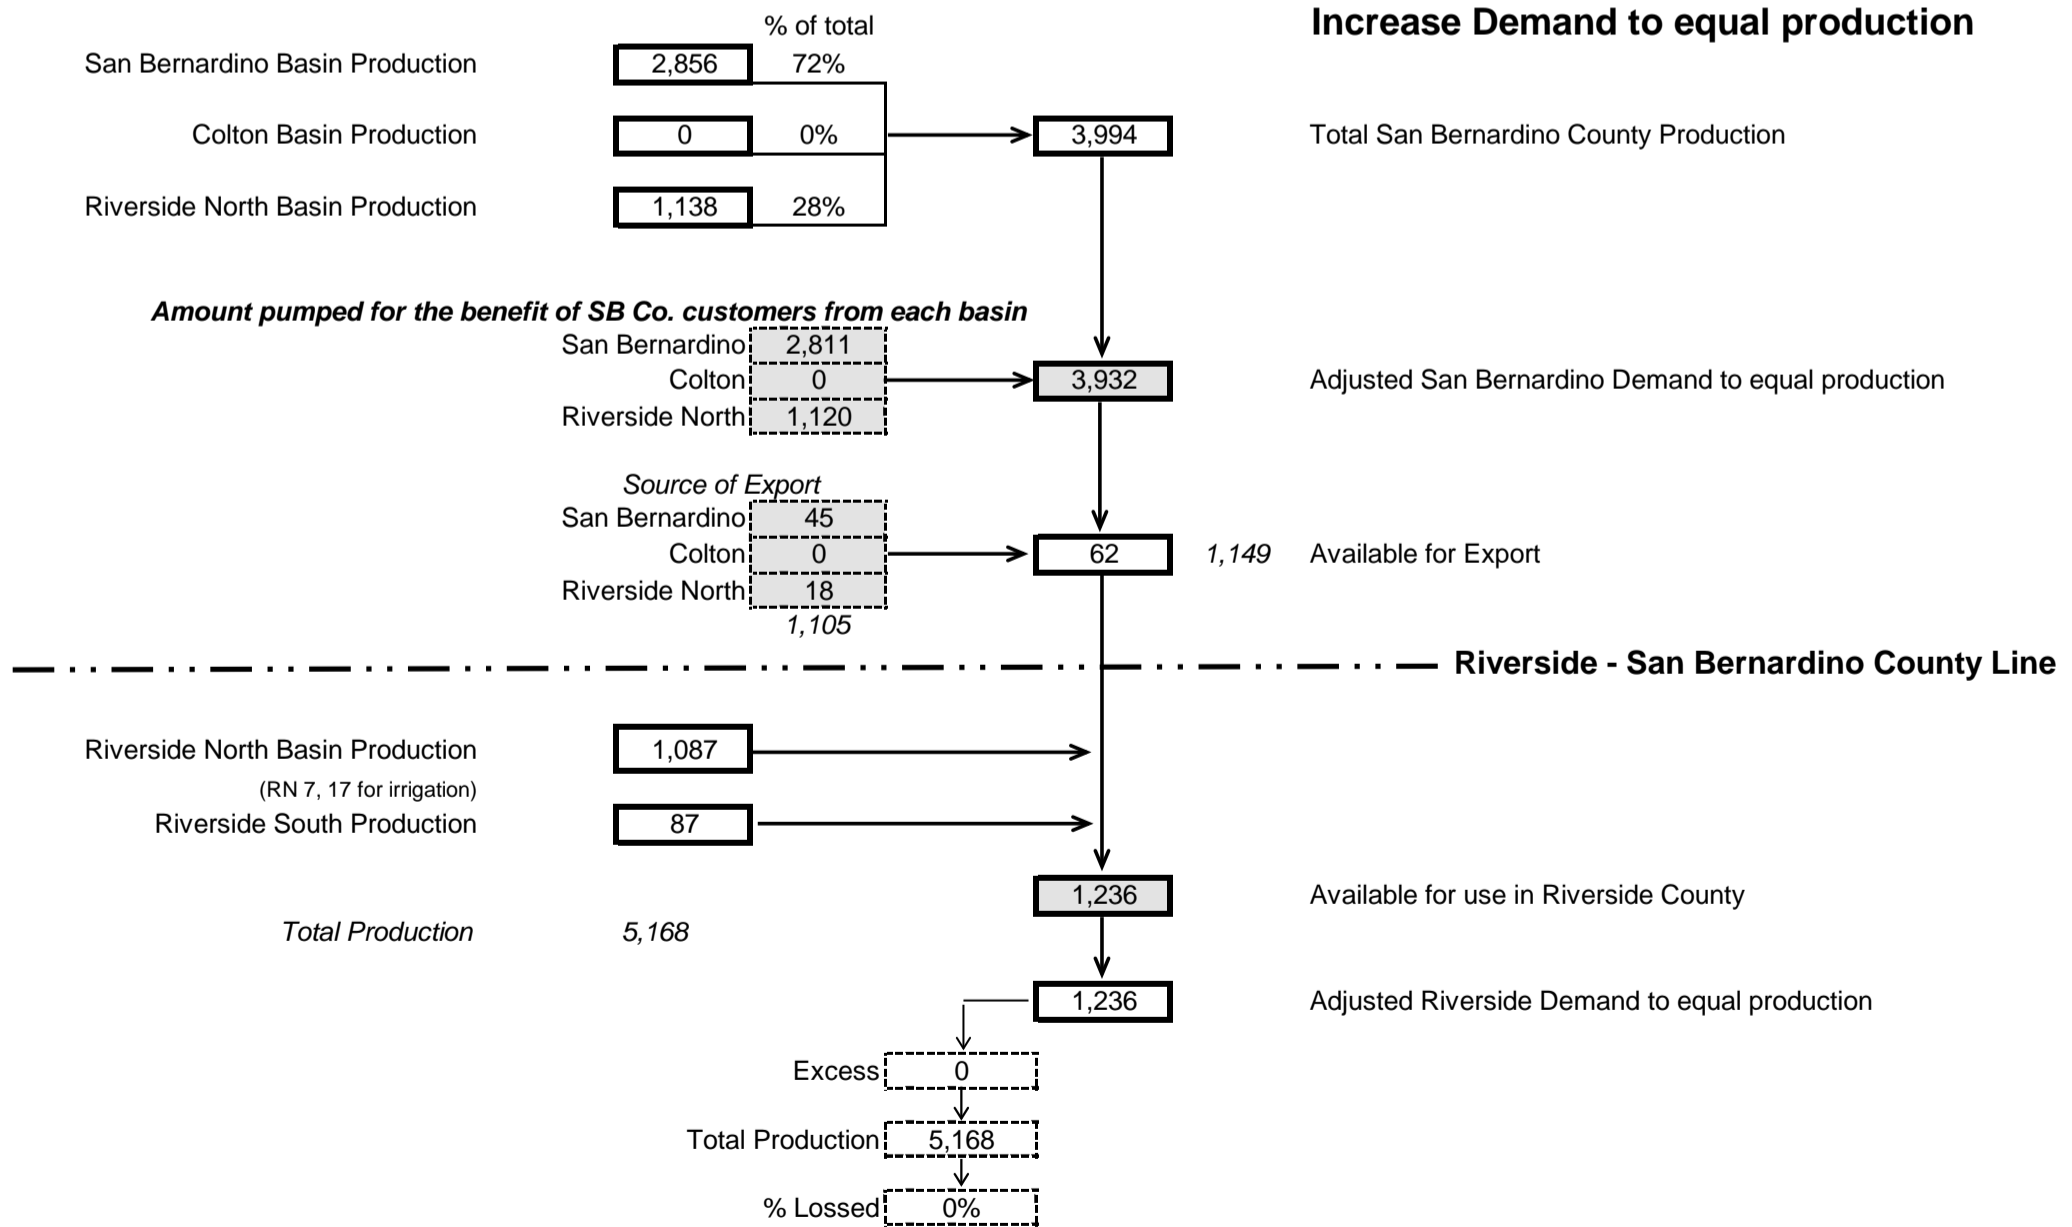 % of total
Increase Demand to equal production
San Bernardino Basin Production 2,856 72%
Colton Basin Production 0 0% 3,994 Total San Bernardino County Production
Riverside North Basin Production 1,138 28%
Amount pumped for the benefit of SB Co. customers from each basin
San Bernardino 2,811
Colton 0 3,932 Adjusted San Bernardino Demand to equal production
Riverside North 1,120
Source of Export
San Bernardino 45
Colton 0 62 1,149 Available for Export
Riverside North 18
1,105
Riverside - San Bernardino County Line
Riverside North Basin Production 1,087
(RN 7, 17 for irrigation)
Riverside South Production 87
1,236 Available for use in Riverside County
Total Production 5,168
1,236 Adjusted Riverside Demand to equal production
Excess 0
Total Production 5,168
% Lossed 0%